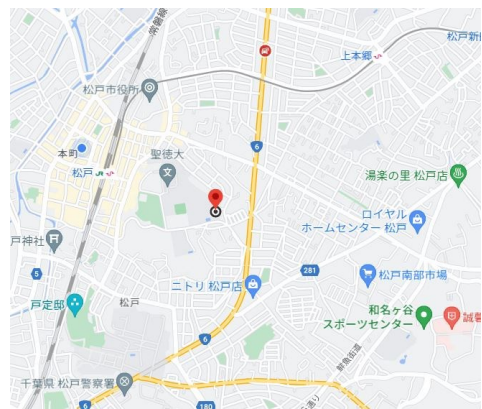 常磐線
上本郷
松戸新
松戸市役所
6
本町
聖徳大
松戸
湯楽の里 松戸店
ロイヤル
ホームセンター 松戸
戸神社
5
281
ニトリ 松戸店
松戸南部市場
戸定邸
松戸
和名ヶ谷
スポーツセンター
誠馨
6
千葉県 松戸警察署
6
180